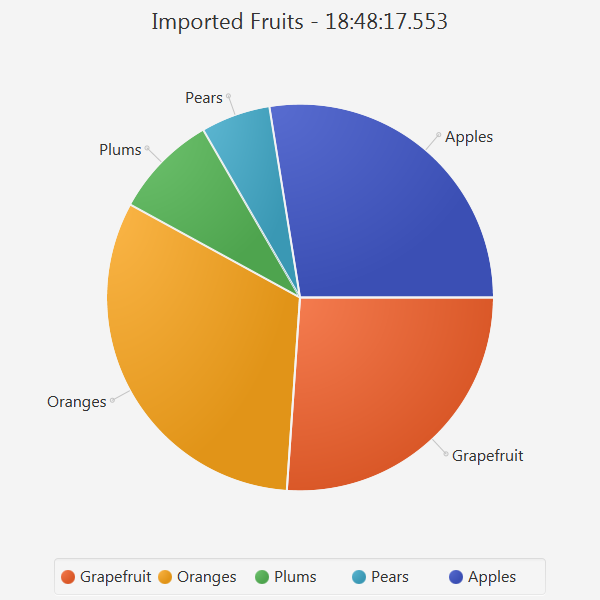 Imported Fruits - 18:48:17.553
Pears
Apples
Plums
Oranges
Grapefruit
Grapefruit Oranges Plums Pears Apples